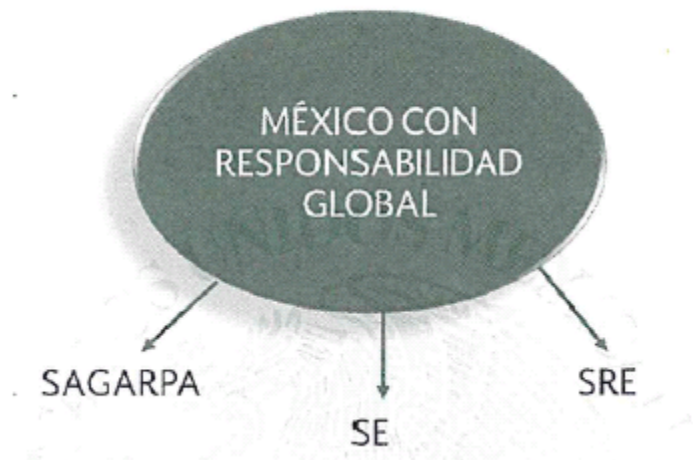 MÉXICO CON
RESPONSABILIDAD
GLOBAL
SAGARPA
SE
SRE